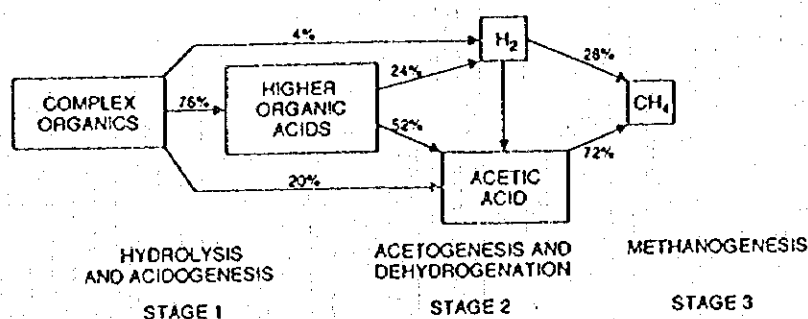 4%
H₂
28%
24%
HIGHER
ORGANIC
ACIDS
COMPLEX
ORGANICS
76%
CH₄
52%
72%
20%
ACETIC
ACID
HYDROLYSIS
AND ACIDOGENESIS
ACETOGENESIS AND
DEHYDROGENATION
METHANOGENESIS
STAGE 1
STAGE 2
STAGE 3